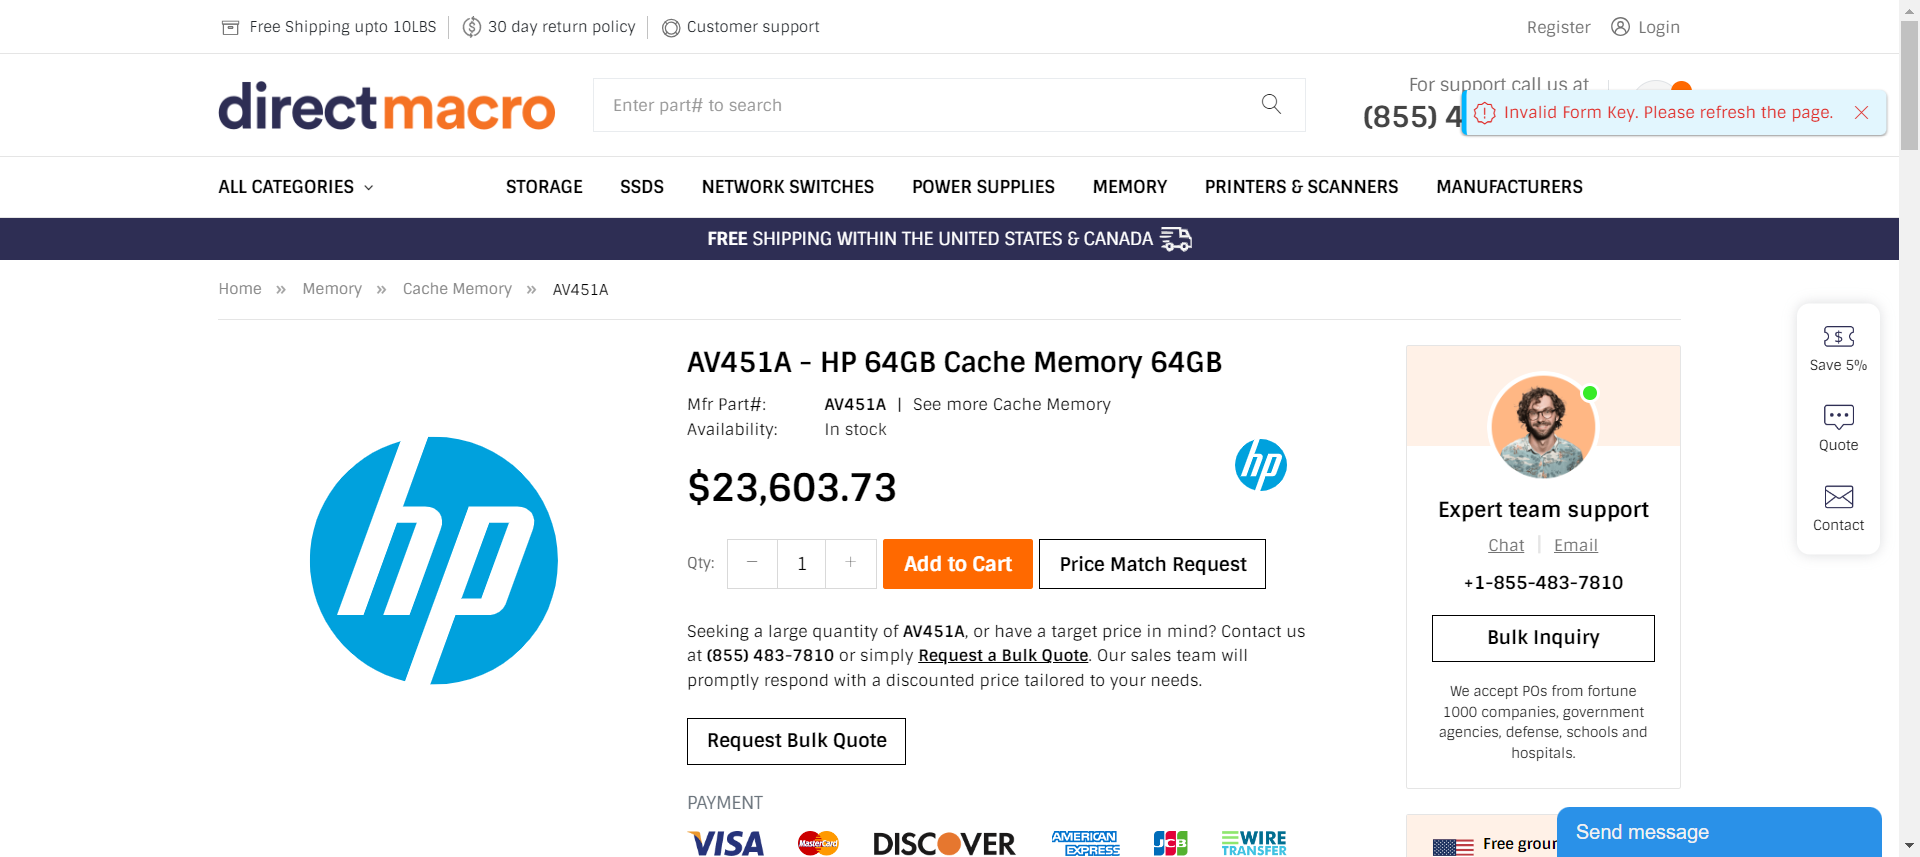 Free Shipping upto 10LBS
30 day return policy
Customer support
Register
Login
directmacro
Enter part# to search
For support call us at
(855) 4
Invalid Form Key. Please refresh the page.
ALL CATEGORIES
STORAGE
SSDS
NETWORK SWITCHES
POWER SUPPLIES
MEMORY
PRINTERS & SCANNERS
MANUFACTURERS
FREE SHIPPING WITHIN THE UNITED STATES & CANADA
Home » Memory » Cache Memory » AV451A
hp
AV451A - HP 64GB Cache Memory 64GB
Mfr Part#: AV451A | See more Cache Memory
Availability: In stock
hp
$23,603.73
Qty: − 1 +
Add to Cart
Price Match Request
Seeking a large quantity of AV451A, or have a target price in mind? Contact us
at (855) 483-7810 or simply Request a Bulk Quote. Our sales team will
promptly respond with a discounted price tailored to your needs.
Request Bulk Quote
PAYMENT
VISA
MasterCard
DISCOVER
AMERICAN EXPRESS
JCB
WIRE TRANSFER
Expert team support
Chat | Email
+1-855-483-7810
Bulk Inquiry
We accept POs from fortune
1000 companies, government
agencies, defense, schools and
hospitals.
Free groun
Save 5%
Quote
Contact
Send message